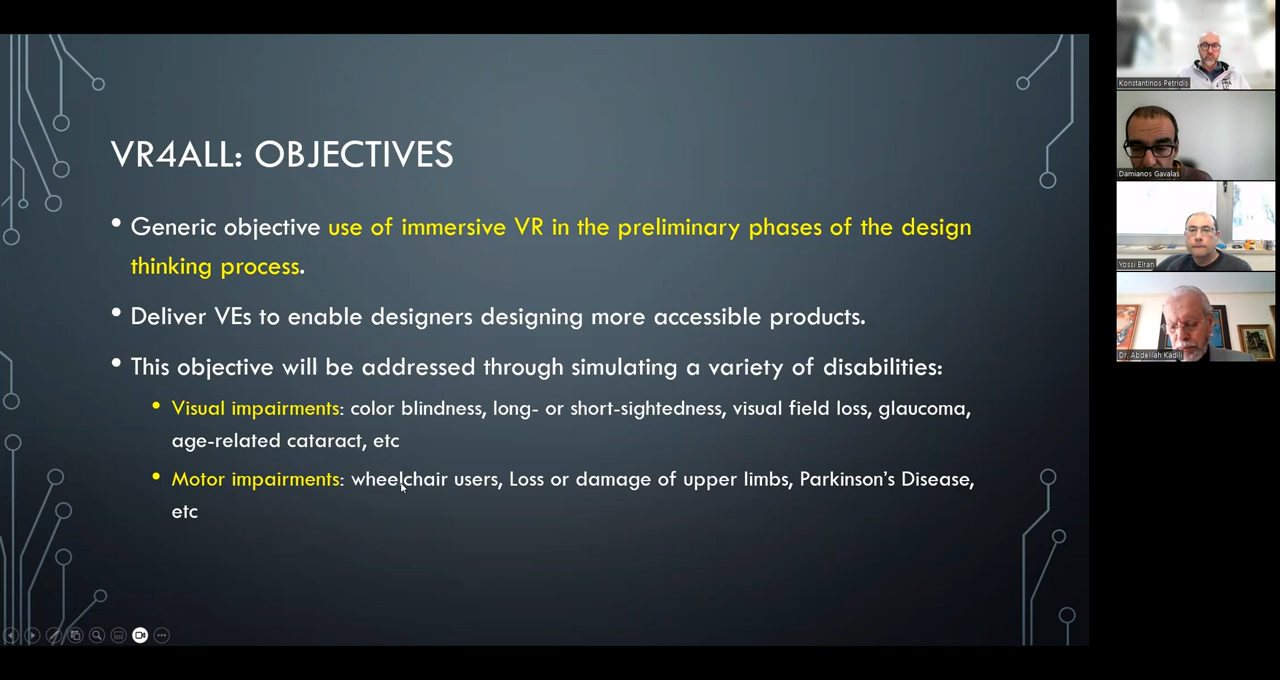 VR4ALL: OBJECTIVES
• Generic objective use of immersive VR in the preliminary phases of the design
thinking process.
• Deliver VEs to enable designers designing more accessible products.
• This objective will be addressed through simulating a variety of disabilities:
• Visual impairments: color blindness, long- or short-sightedness, visual field loss, glaucoma,
age-related cataract, etc
• Motor impairments: wheelchair users, Loss or damage of upper limbs, Parkinson’s Disease,
etc
Konstantinos Petridis
Damianos Gavalas
Yossi Elran
Dr. Abdelilah Kadili